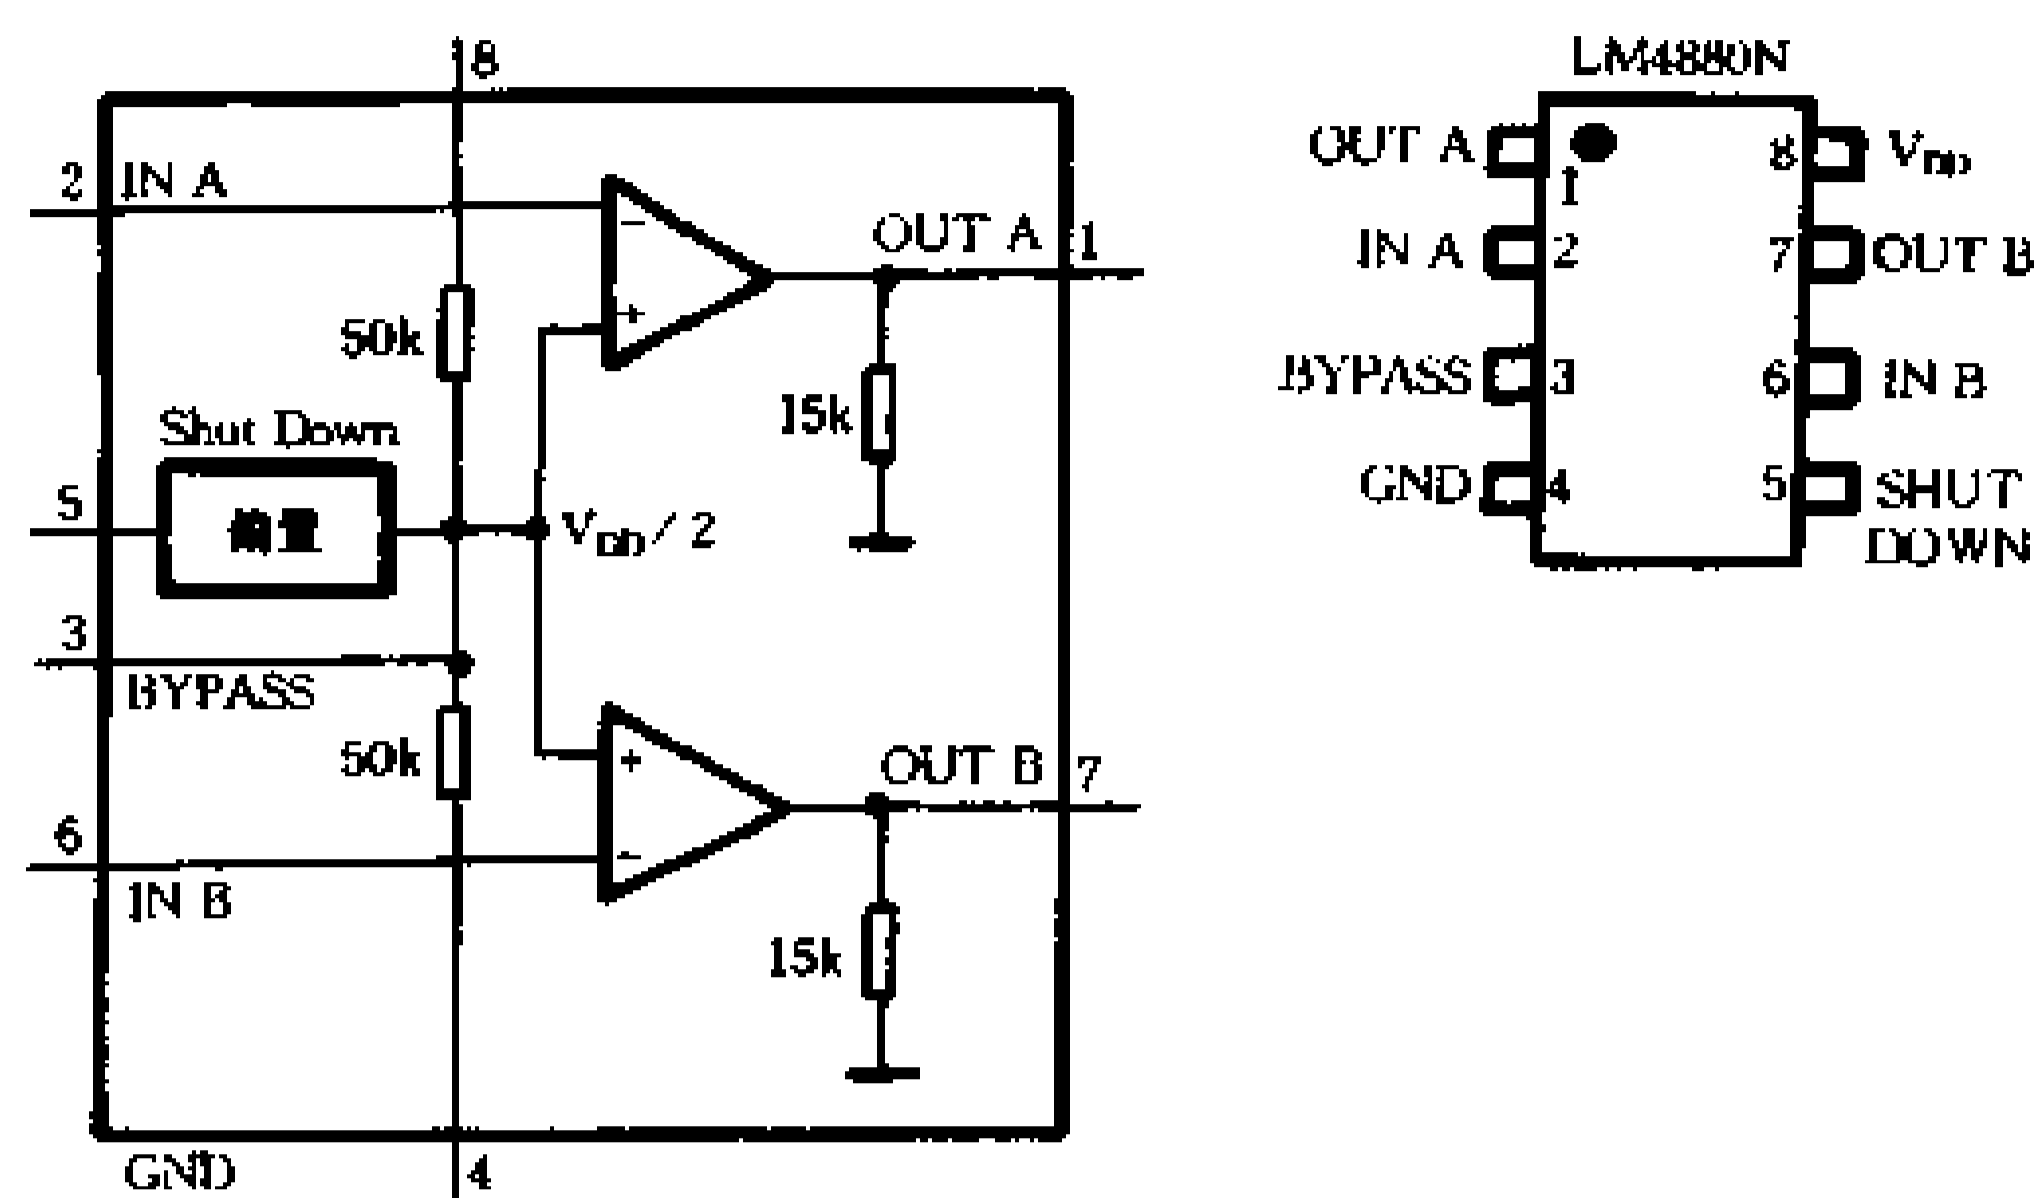 8
2 IN A
OUT A 1
50k
15k
Shut Down
5
V_DD / 2
3
BYPASS
50k
OUT B 7
6
IN B
15k
GND 4
LM4880N
OUT A 1 8 V_DD
IN A 2 7 OUT B
BYPASS 3 6 IN B
GND 4 5 SHUT
DOWN